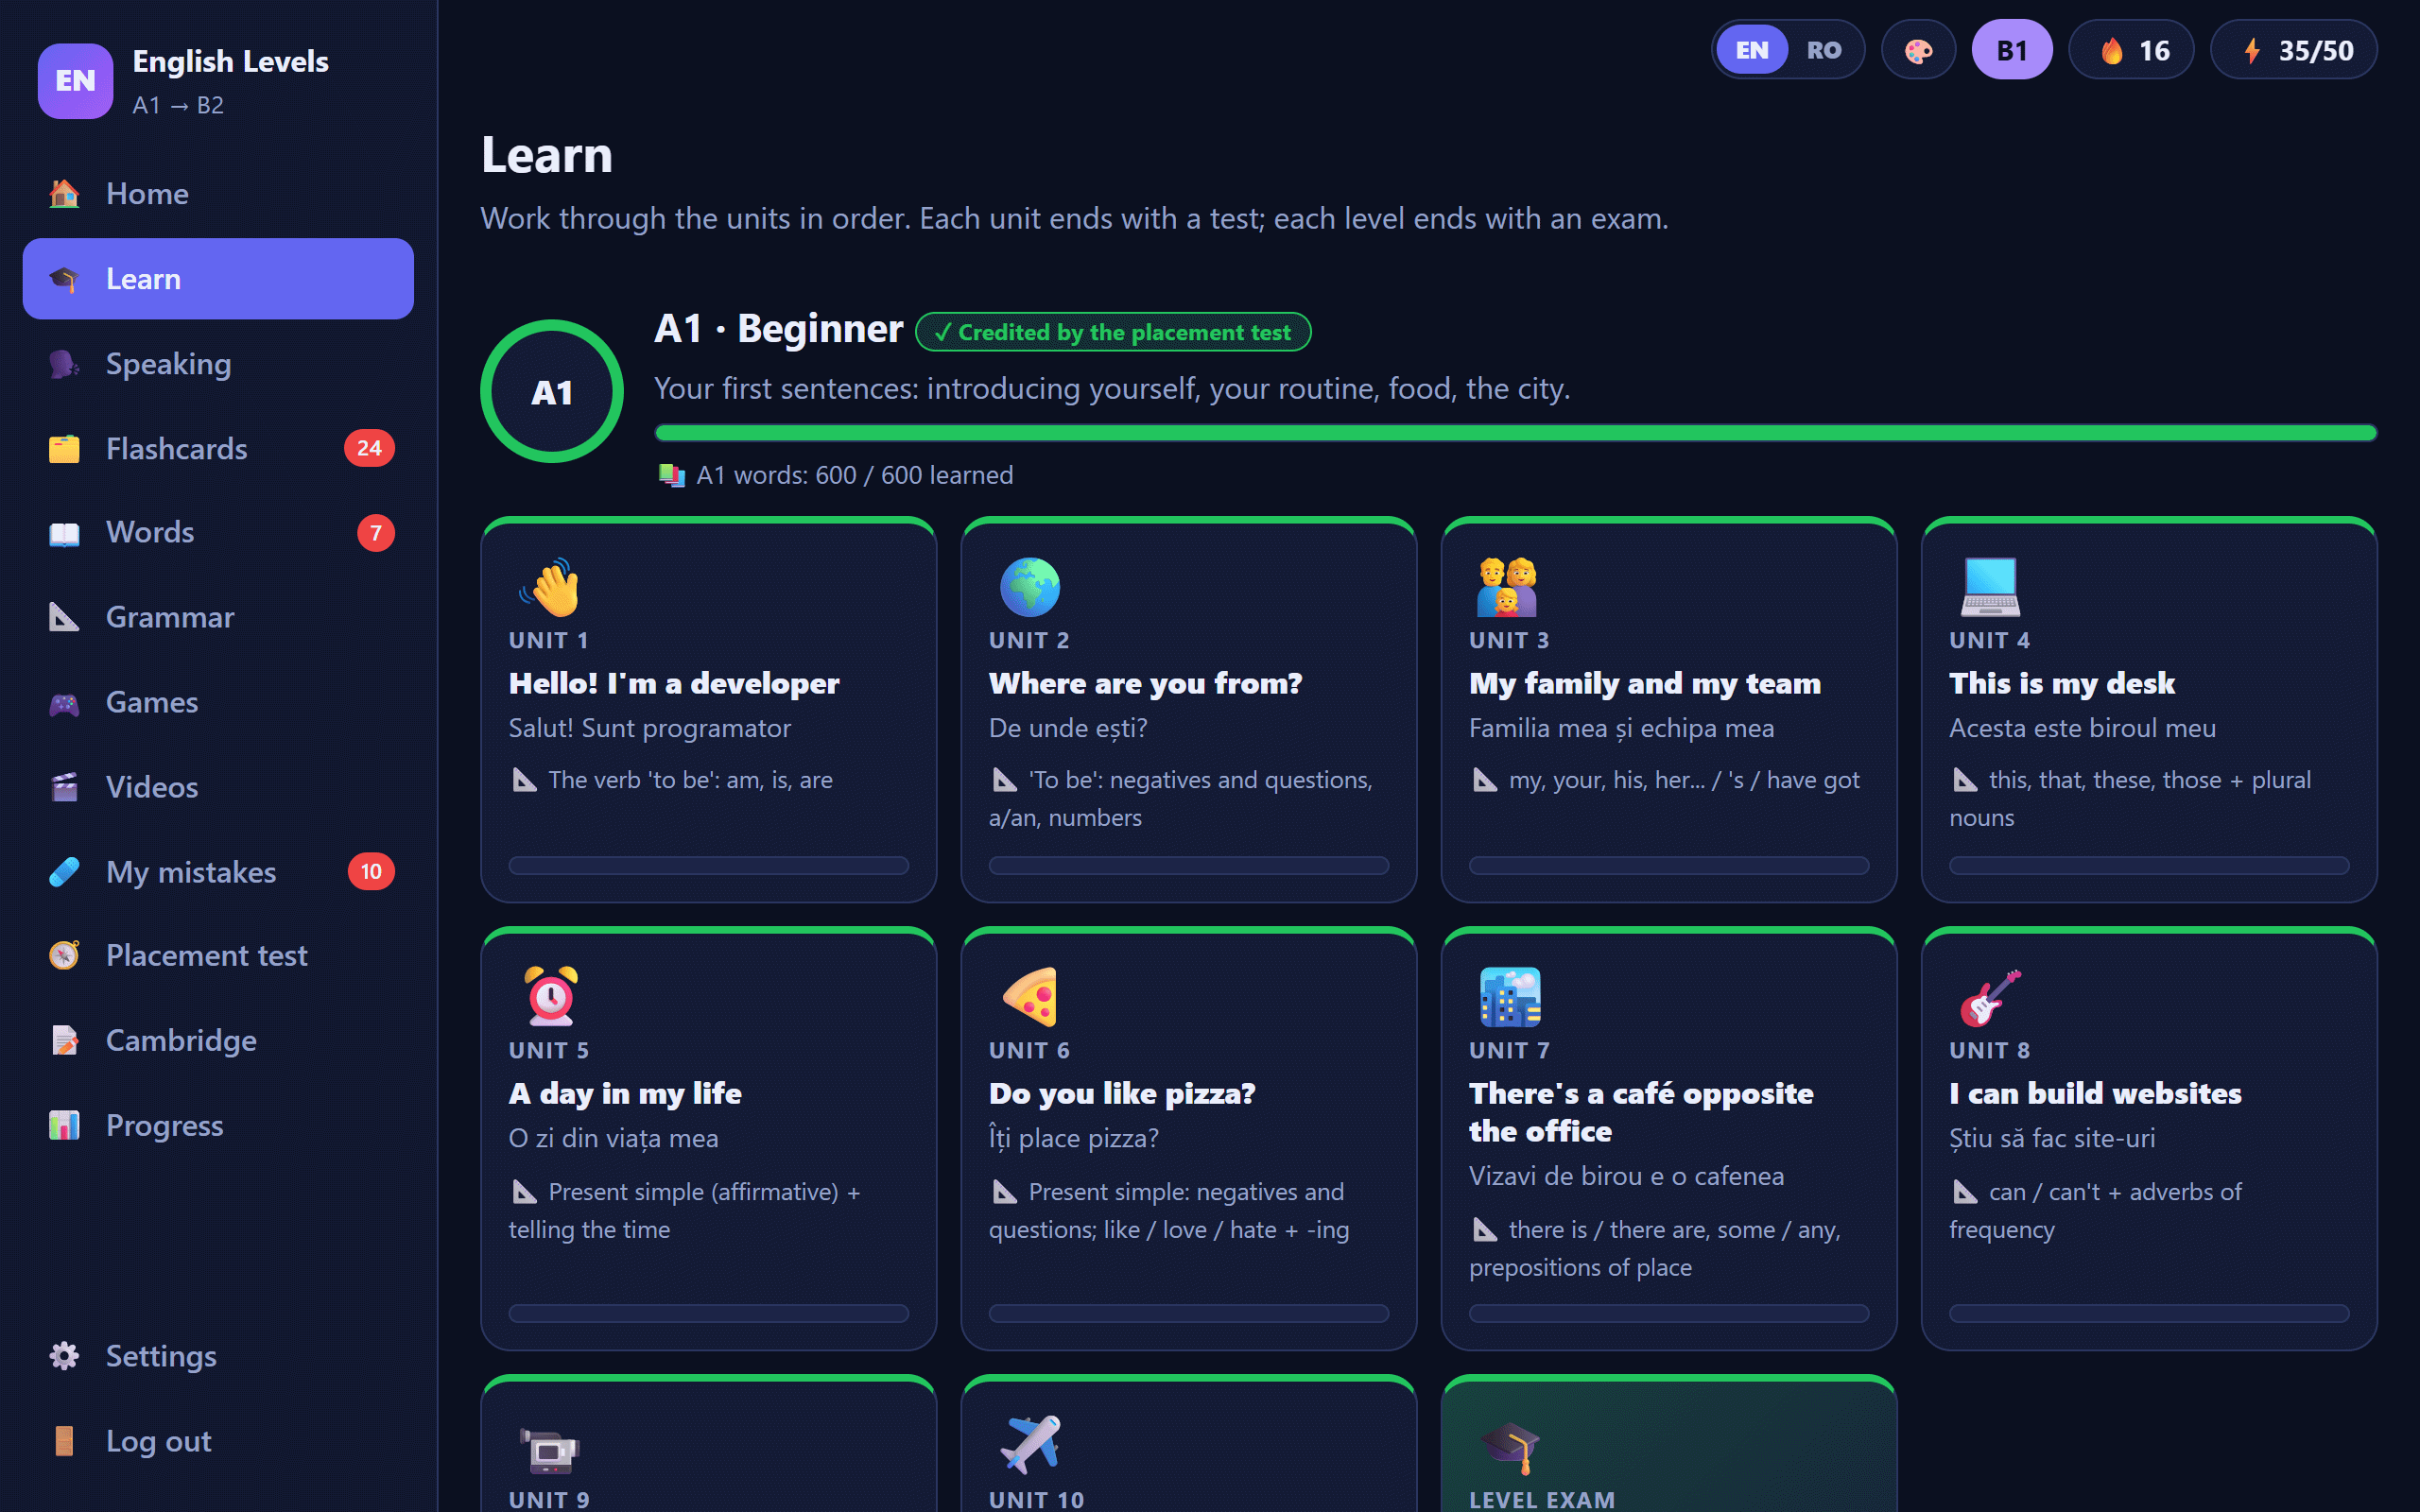 EN
English Levels
A1 → B2
Home
Learn
Speaking
Flashcards 24
Words 7
Grammar
Games
Videos
My mistakes 10
Placement test
Cambridge
Progress
Settings
Log out
EN RO B1 16 35/50
Learn
Work through the units in order. Each unit ends with a test; each level ends with an exam.
A1
A1 · Beginner ✓ Credited by the placement test
Your first sentences: introducing yourself, your routine, food, the city.
A1 words: 600 / 600 learned
UNIT 1
Hello! I'm a developer
Salut! Sunt programator
The verb 'to be': am, is, are
UNIT 2
Where are you from?
De unde ești?
'To be': negatives and questions,
a/an, numbers
UNIT 3
My family and my team
Familia mea și echipa mea
my, your, his, her... / 's / have got
UNIT 4
This is my desk
Acesta este biroul meu
this, that, these, those + plural
nouns
UNIT 5
A day in my life
O zi din viața mea
Present simple (affirmative) +
telling the time
UNIT 6
Do you like pizza?
Îți place pizza?
Present simple: negatives and
questions; like / love / hate + -ing
UNIT 7
There's a café opposite
the office
Vizavi de birou e o cafenea
there is / there are, some / any,
prepositions of place
UNIT 8
I can build websites
Știu să fac site-uri
can / can't + adverbs of
frequency
UNIT 9
UNIT 10
LEVEL EXAM